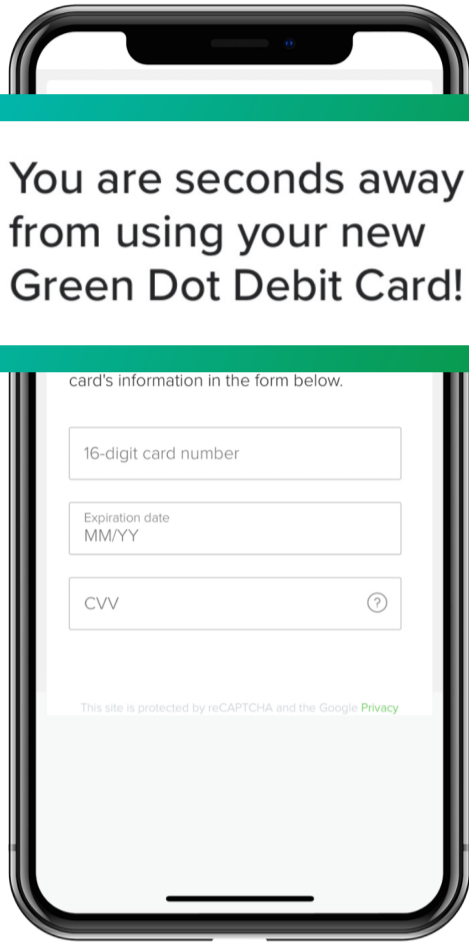 You are seconds away
from using your new
Green Dot Debit Card!
card's information in the form below.
16-digit card number
Expiration date
MM/YY
CVV
?
This site is protected by reCAPTCHA and the Google Privacy